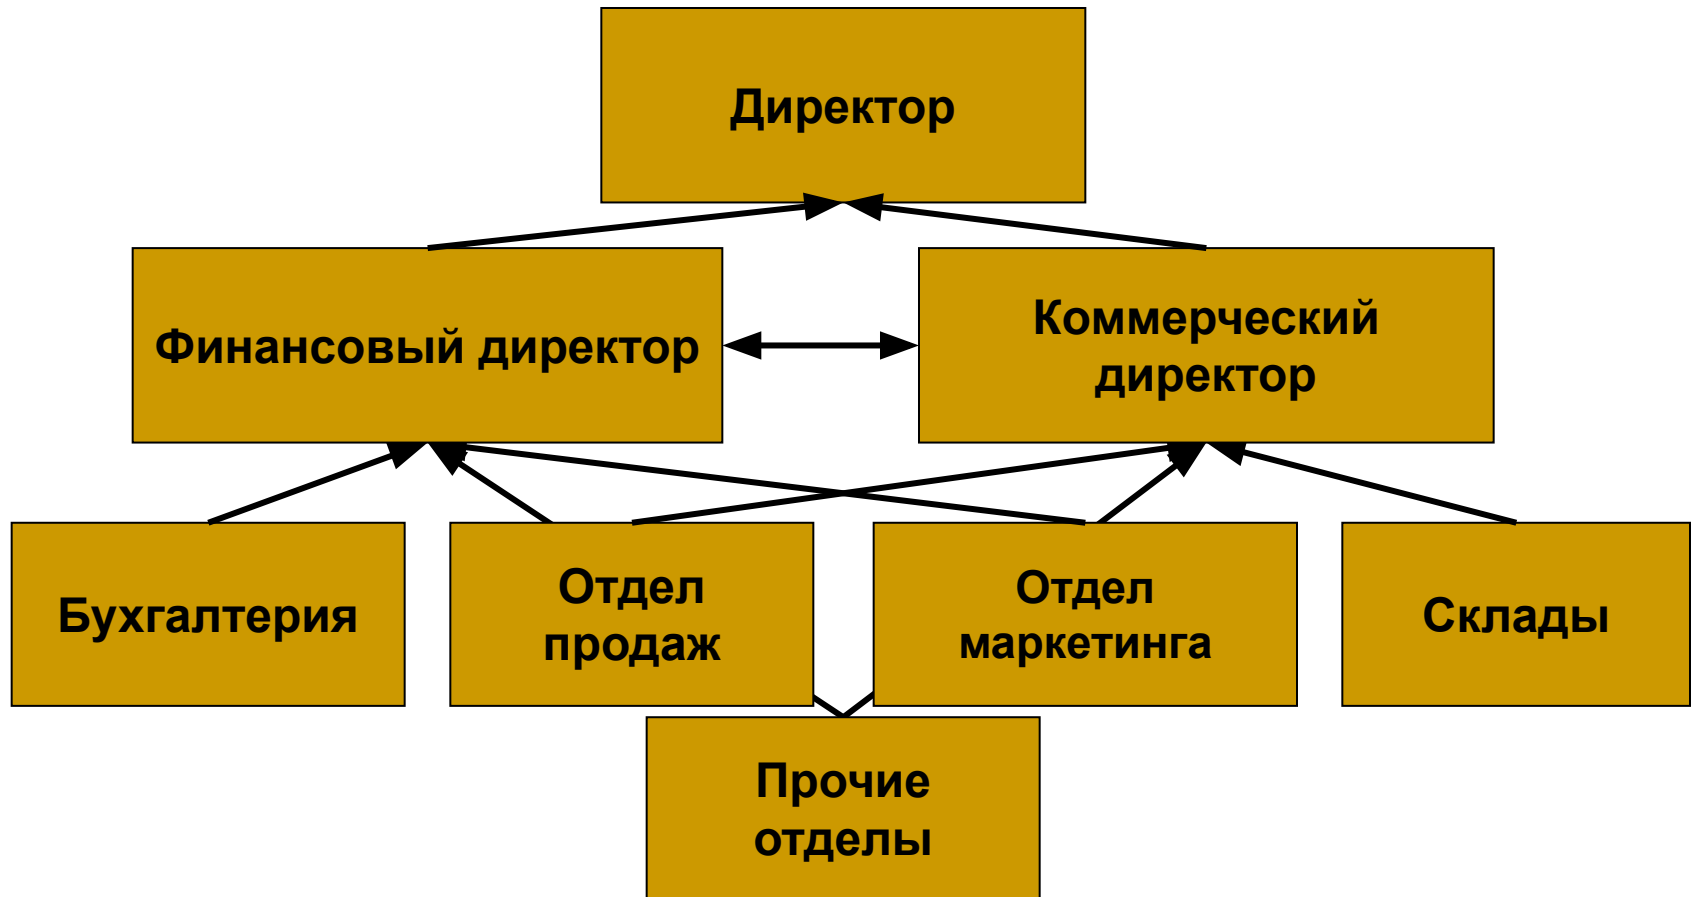 Директор
Финансовый директор
Коммерческий
директор
Бухгалтерия
Отдел
продаж
Отдел
маркетинга
Склады
Прочие
отделы